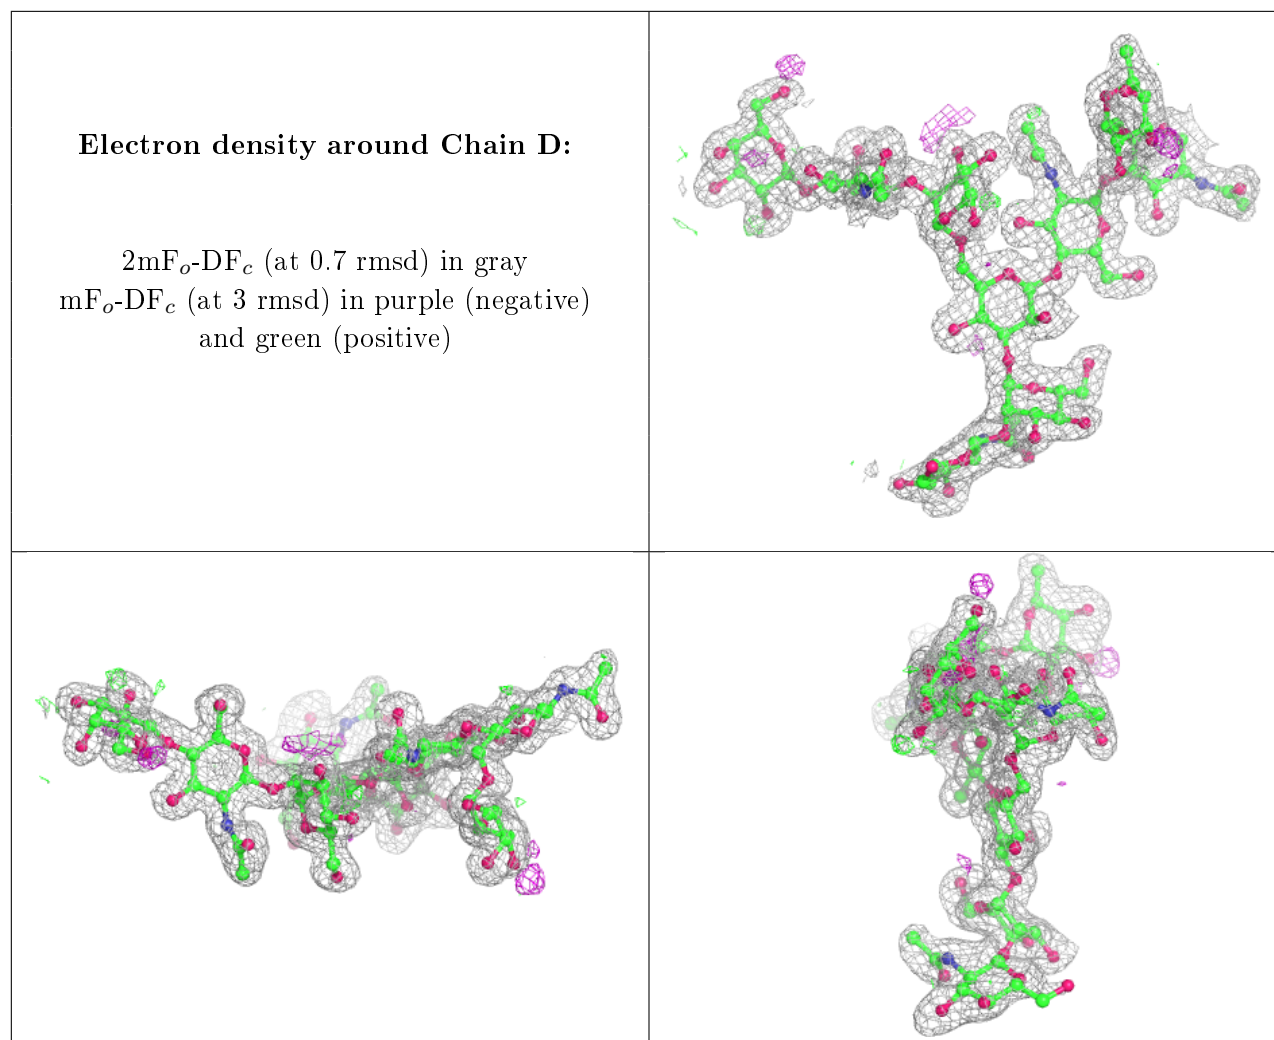 Electron density around Chain D:
2mFₒ-DF𝒸 (at 0.7 rmsd) in gray
mFₒ-DF𝒸 (at 3 rmsd) in purple (negative)
and green (positive)